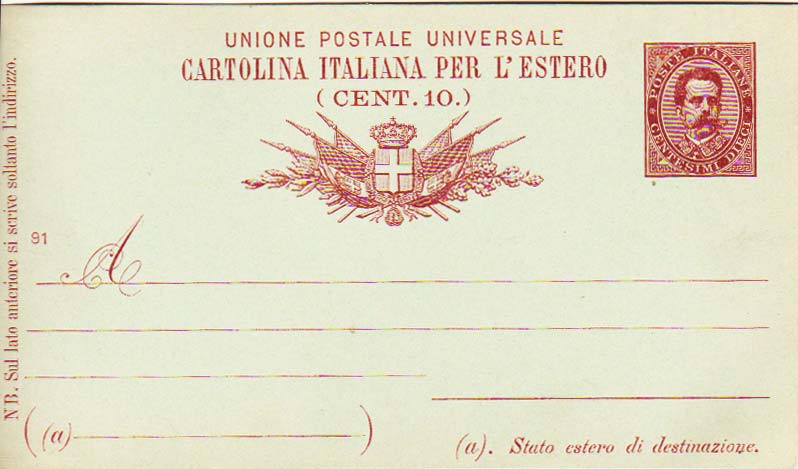 UNIONE POSTALE UNIVERSALE
CARTOLINA ITALIANA PER L'ESTERO
(CENT. 10.)
* POSTE ITALIANE *
CENTESIMI DIECI
91
A
(a)
(a). Stato estero di destinazione.
NB. Sul lato anteriore si scrive soltanto l'indirizzo.